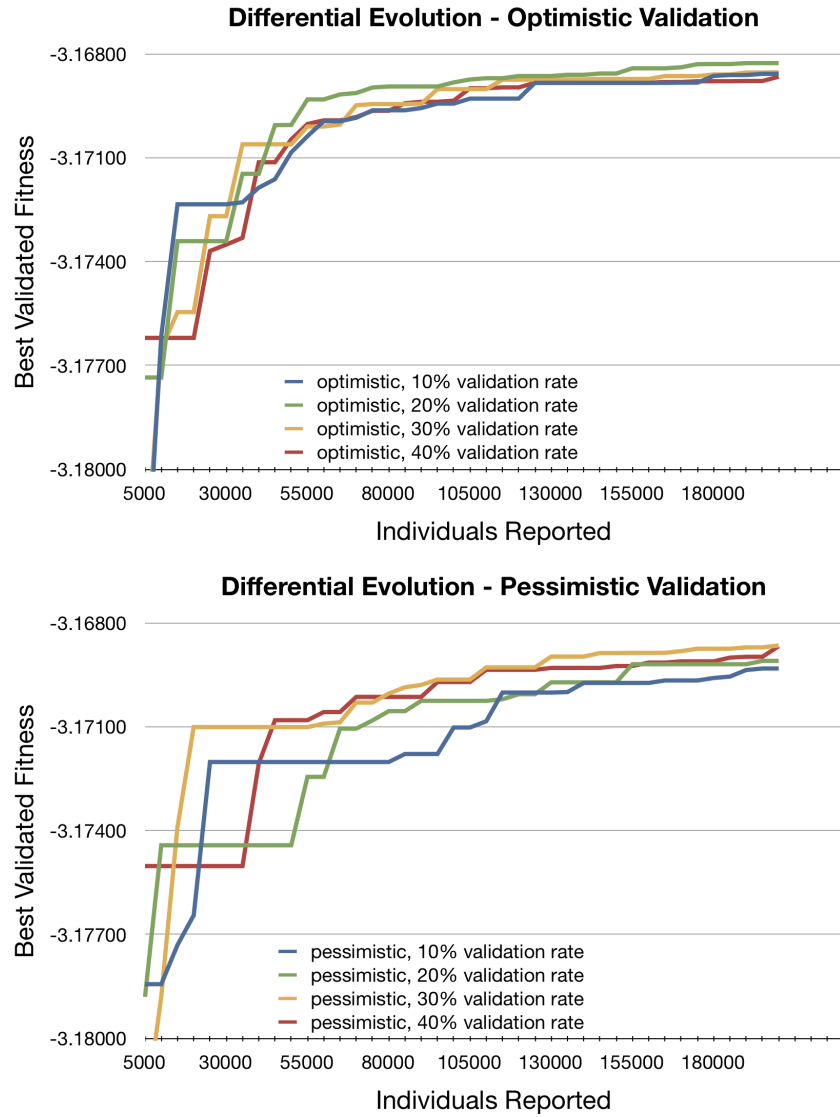 Differential Evolution - Optimistic Validation
-3.16800
-3.17100
-3.17400
-3.17700
-3.18000
Best Validated Fitness
optimistic, 10% validation rate
optimistic, 20% validation rate
optimistic, 30% validation rate
optimistic, 40% validation rate
5000 30000 55000 80000 105000 130000 155000 180000
Individuals Reported
Differential Evolution - Pessimistic Validation
-3.16800
-3.17100
-3.17400
-3.17700
-3.18000
Best Validated Fitness
pessimistic, 10% validation rate
pessimistic, 20% validation rate
pessimistic, 30% validation rate
pessimistic, 40% validation rate
5000 30000 55000 80000 105000 130000 155000 180000
Individuals Reported